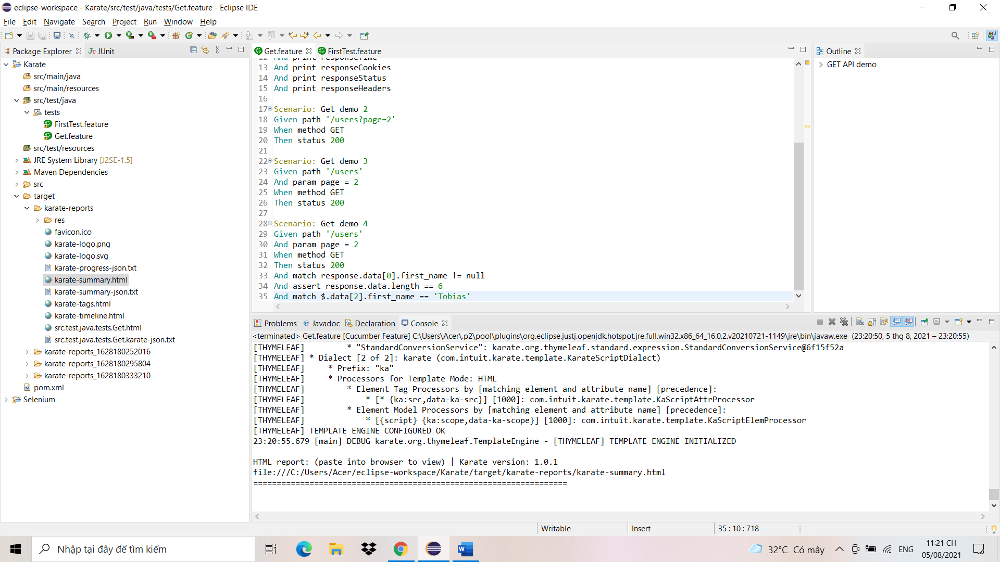 eclipse-workspace - Karate/src/test/java/tests/Get.feature - Eclipse IDE
File Edit Navigate Search Project Run Window Help
Package Explorer
JUnit
Karate
src/main/java
src/main/resources
src/test/java
tests
FirstTest.feature
Get.feature
src/test/resources
JRE System Library [J2SE-1.5]
Maven Dependencies
src
target
karate-reports
res
favicon.ico
karate-logo.png
karate-logo.svg
karate-progress-json.txt
karate-summary.html
karate-summary-json.txt
karate-tags.html
karate-timeline.html
src.test.java.tests.Get.html
src.test.java.tests.Get.karate-json.txt
karate-reports_1628180252016
karate-reports_1628180295804
karate-reports_1628180333210
pom.xml
Selenium
Get.feature
FirstTest.feature
12 And print responseTime
13 And print responseCookies
14 And print responseStatus
15 And print responseHeaders
16
17 Scenario: Get demo 2
18 Given path '/users?page=2'
19 When method GET
20 Then status 200
21
22 Scenario: Get demo 3
23 Given path '/users'
24 And param page = 2
25 When method GET
26 Then status 200
27
28 Scenario: Get demo 4
29 Given path '/users'
30 And param page = 2
31 When method GET
32 Then status 200
33 And match response.data[0].first_name != null
34 And assert response.data.length == 6
35 And match $.data[2].first_name == 'Tobias'
Outline
GET API demo
Problems @ Javadoc Declaration Console
<terminated> Get.feature [Cucumber Feature] C:\Users\Acer\.p2\pool\plugins\org.eclipse.justj.openjdk.hotspot.jre.full.win32.x86_64_16.0.2.v20210721-1149\jre\bin\javaw.exe (23:20:50, 5 thg 8, 2021 – 23:20:55)
[THYMELEAF] * "StandardConversionService": karate.org.thymeleaf.standard.expression.StandardConversionService@6f15f52a
[THYMELEAF] * Dialect [2 of 2]: karate (com.intuit.karate.template.KarateScriptDialect)
[THYMELEAF] * Prefix: "ka"
[THYMELEAF] * Processors for Template Mode: HTML
[THYMELEAF] * Element Tag Processors by [matching element and attribute name] [precedence]:
[THYMELEAF] * [* {ka:src,data-ka-src}] [1000]: com.intuit.karate.template.KaScriptAttrProcessor
[THYMELEAF] * Element Model Processors by [matching element and attribute name] [precedence]:
[THYMELEAF] * [{script} {ka:scope,data-ka-scope}] [1000]: com.intuit.karate.template.KaScriptElemProcessor
[THYMELEAF] TEMPLATE ENGINE CONFIGURED OK
23:20:55.679 [main] DEBUG karate.org.thymeleaf.TemplateEngine - [THYMELEAF] TEMPLATE ENGINE INITIALIZED
HTML report: (paste into browser to view) | Karate version: 1.0.1
file:///C:/Users/Acer/eclipse-workspace/Karate/target/karate-reports/karate-summary.html
===================================================================
Writable
Insert
35 : 10 : 718
Nhập tại đây để tìm kiếm
32°C Có mây
ENG
11:21 CH
05/08/2021